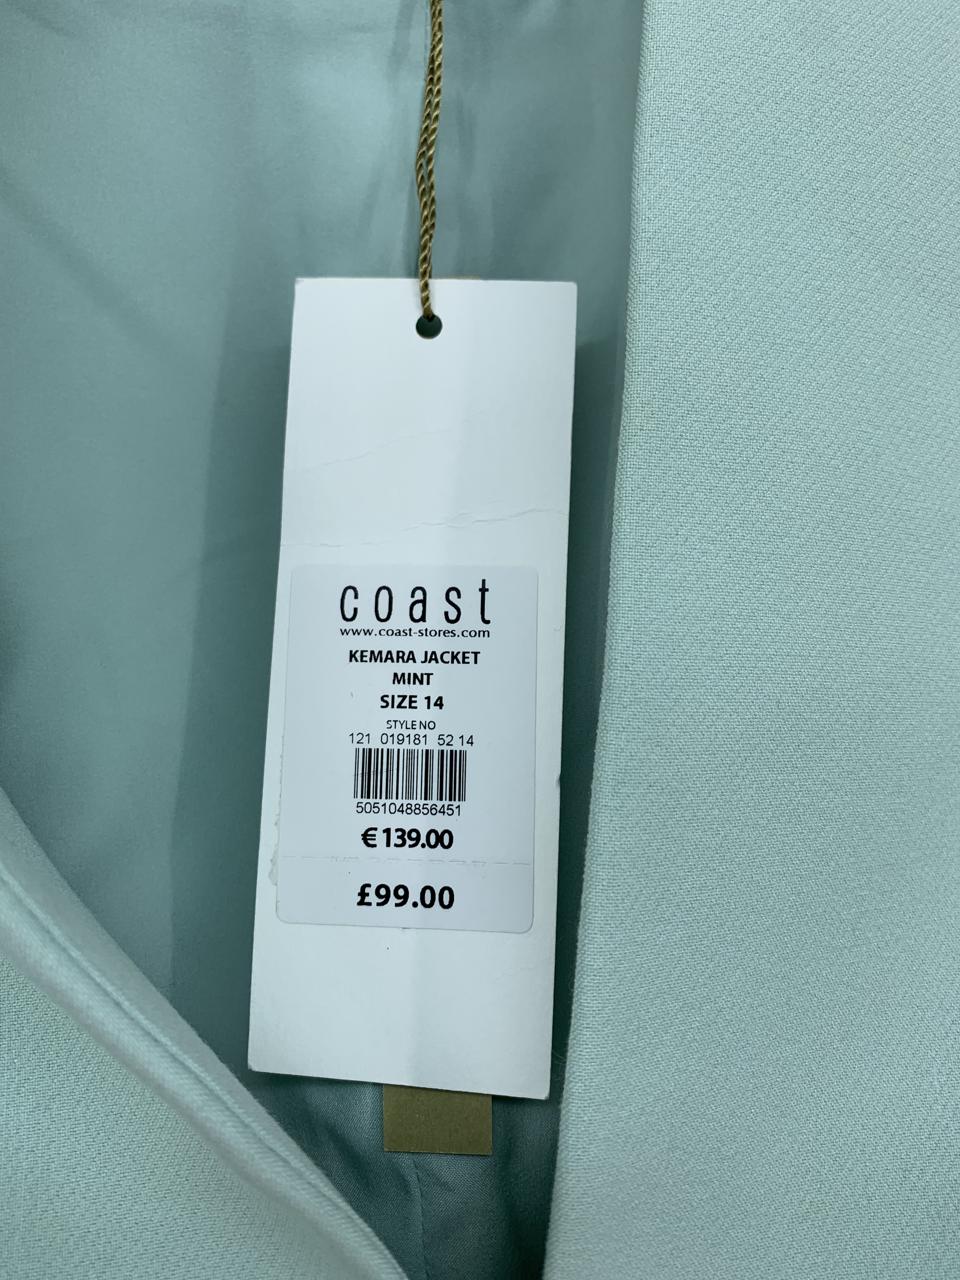 coast
www.coast-stores.com
KEMARA JACKET
MINT
SIZE 14
STYLE NO
121 019181 52 14
5051048856451
€139.00
£99.00